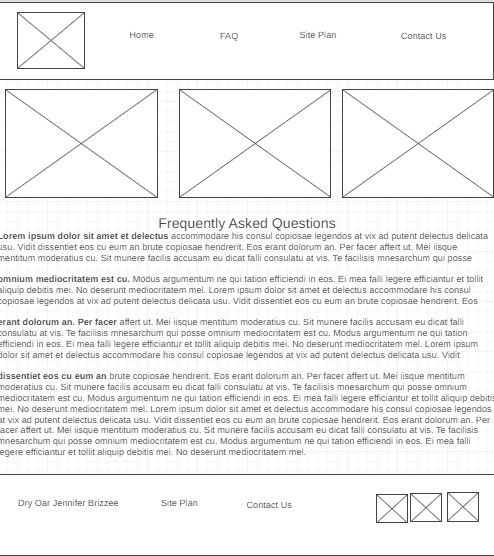 Home FAQ Site Plan Contact Us
Frequently Asked Questions
Lorem ipsum dolor sit amet et delectus accommodare his consul copiosae legendos at vix ad putent delectus delicata
usu. Vidit dissentiet eos cu eum an brute copiosae hendrerit. Eos erant dolorum an. Per facer affert ut. Mei iisque
mentitum moderatius cu. Sit munere facilis accusam eu dicat falli consulatu at vis. Te facilisis mnesarchum qui posse
omnium mediocritatem est cu. Modus argumentum ne qui tation efficiendi in eos. Ei mea falli legere efficiantur et tollit
aliquip debitis mei. No deserunt mediocritatem mel. Lorem ipsum dolor sit amet et delectus accommodare his consul
copiosae legendos at vix ad putent delectus delicata usu. Vidit dissentiet eos cu eum an brute copiosae hendrerit. Eos
erant dolorum an. Per facer affert ut. Mei iisque mentitum moderatius cu. Sit munere facilis accusam eu dicat falli
consulatu at vis. Te facilisis mnesarchum qui posse omnium mediocritatem est cu. Modus argumentum ne qui tation
efficiendi in eos. Ei mea falli legere efficiantur et tollit aliquip debitis mei. No deserunt mediocritatem mel. Lorem ipsum
dolor sit amet et delectus accommodare his consul copiosae legendos at vix ad putent delectus delicata usu. Vidit
dissentiet eos cu eum an brute copiosae hendrerit. Eos erant dolorum an. Per facer affert ut. Mei iisque mentitum
moderatius cu. Sit munere facilis accusam eu dicat falli consulatu at vis. Te facilisis mnesarchum qui posse omnium
mediocritatem est cu. Modus argumentum ne qui tation efficiendi in eos. Ei mea falli legere efficiantur et tollit aliquip debitis
mei. No deserunt mediocritatem mel. Lorem ipsum dolor sit amet et delectus accommodare his consul copiosae legendos
at vix ad putent delectus delicata usu. Vidit dissentiet eos cu eum an brute copiosae hendrerit. Eos erant dolorum an. Per
facer affert ut. Mei iisque mentitum moderatius cu. Sit munere facilis accusam eu dicat falli consulatu at vis. Te facilisis
mnesarchum qui posse omnium mediocritatem est cu. Modus argumentum ne qui tation efficiendi in eos. Ei mea falli
legere efficiantur et tollit aliquip debitis mei. No deserunt mediocritatem mel.
Dry Oar Jennifer Brizzee Site Plan Contact Us